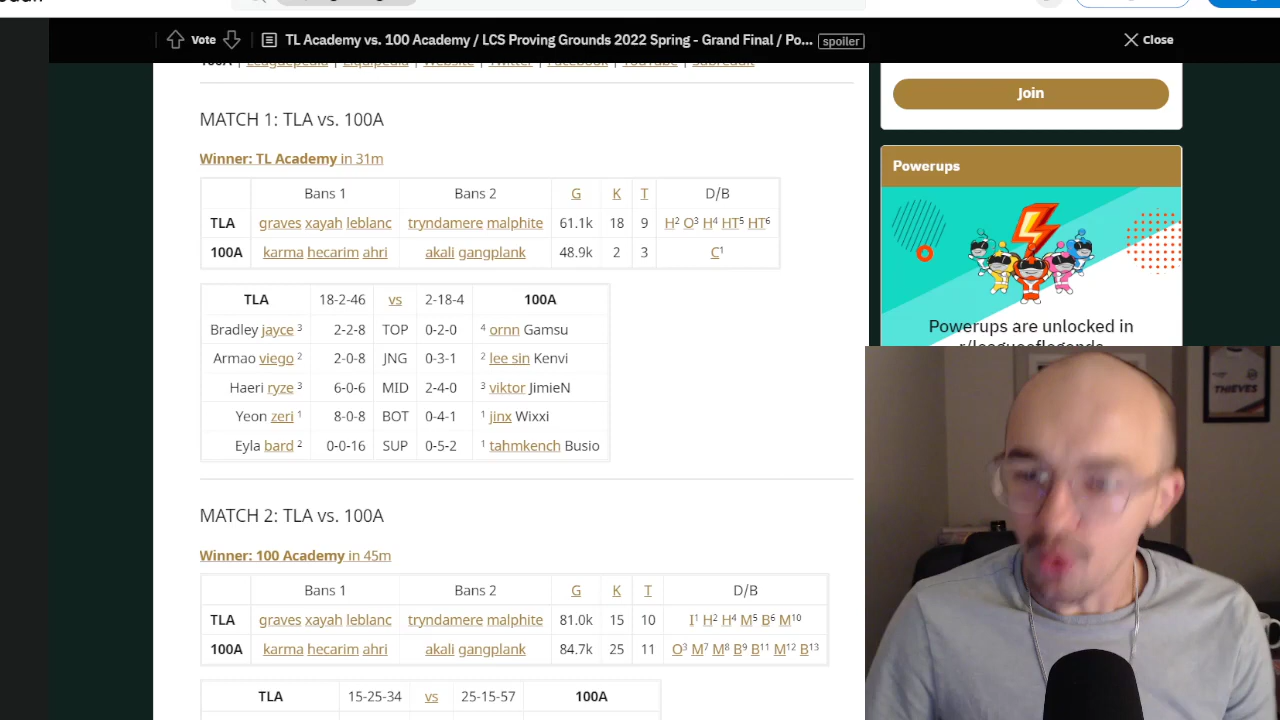 Vote TL Academy vs. 100 Academy / LCS Proving Grounds 2022 Spring - Grand Final / Po... spoiler Close
100A | Leaguepedia | Liquipedia | Website | Twitter | Facebook | YouTube | Subreddit
Join
MATCH 1: TLA vs. 100A
Powerups
Winner: TL Academy in 31m
Bans 1 Bans 2 G K T D/B
TLA graves xayah leblanc tryndamere malphite 61.1k 18 9 H² O³ H⁴ HT⁵ HT⁶
100A karma hecarim ahri akali gangplank 48.9k 2 3 C¹
TLA 18-2-46 vs 2-18-4 100A
Bradley jayce ³ 2-2-8 TOP 0-2-0 ⁴ ornn Gamsu
Armao viego ² 2-0-8 JNG 0-3-1 ² lee sin Kenvi
Haeri ryze ³ 6-0-6 MID 2-4-0 ³ viktor JimieN
Yeon zeri ¹ 8-0-8 BOT 0-4-1 ¹ jinx Wixxi
Eyla bard ² 0-0-16 SUP 0-5-2 ¹ tahmkench Busio
Powerups are unlocked in
r/leagueoflegends
THIEVES
MATCH 2: TLA vs. 100A
Winner: 100 Academy in 45m
Bans 1 Bans 2 G K T D/B
TLA graves xayah leblanc tryndamere malphite 81.0k 15 10 I¹ H² H⁴ M⁵ B⁶ M¹⁰
100A karma hecarim ahri akali gangplank 84.7k 25 11 O³ M⁷ M⁸ B⁹ B¹¹ M¹² B¹³
TLA 15-25-34 vs 25-15-57 100A